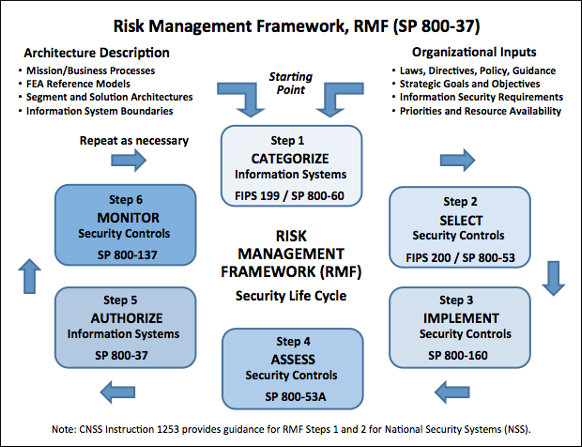 Risk Management Framework, RMF (SP 800-37)
Architecture Description
• Mission/Business Processes
• FEA Reference Models
• Segment and Solution Architectures
• Information System Boundaries
Starting
Point
Organizational Inputs
• Laws, Directives, Policy, Guidance
• Strategic Goals and Objectives
• Information Security Requirements
• Priorities and Resource Availability
Repeat as necessary
Step 1
CATEGORIZE
Information Systems
FIPS 199 / SP 800-60
Step 2
SELECT
Security Controls
FIPS 200 / SP 800-53
Step 3
IMPLEMENT
Security Controls
SP 800-160
Step 4
ASSESS
Security Controls
SP 800-53A
Step 5
AUTHORIZE
Information Systems
SP 800-37
Step 6
MONITOR
Security Controls
SP 800-137
RISK
MANAGEMENT
FRAMEWORK (RMF)
Security Life Cycle
Note: CNSS Instruction 1253 provides guidance for RMF Steps 1 and 2 for National Security Systems (NSS).